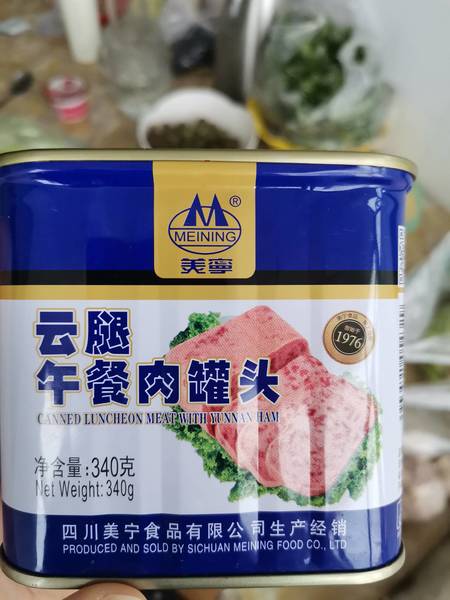 M®
MEINING
美寧
1976
云腿
午餐肉罐头
CANNED LUNCHEON MEAT WITH YUNNAN HAM
净含量:340克
Net Weight:340g
四川美宁食品有限公司生产经销
PRODUCED AND SOLD BY SICHUAN MEINING FOOD CO., LTD